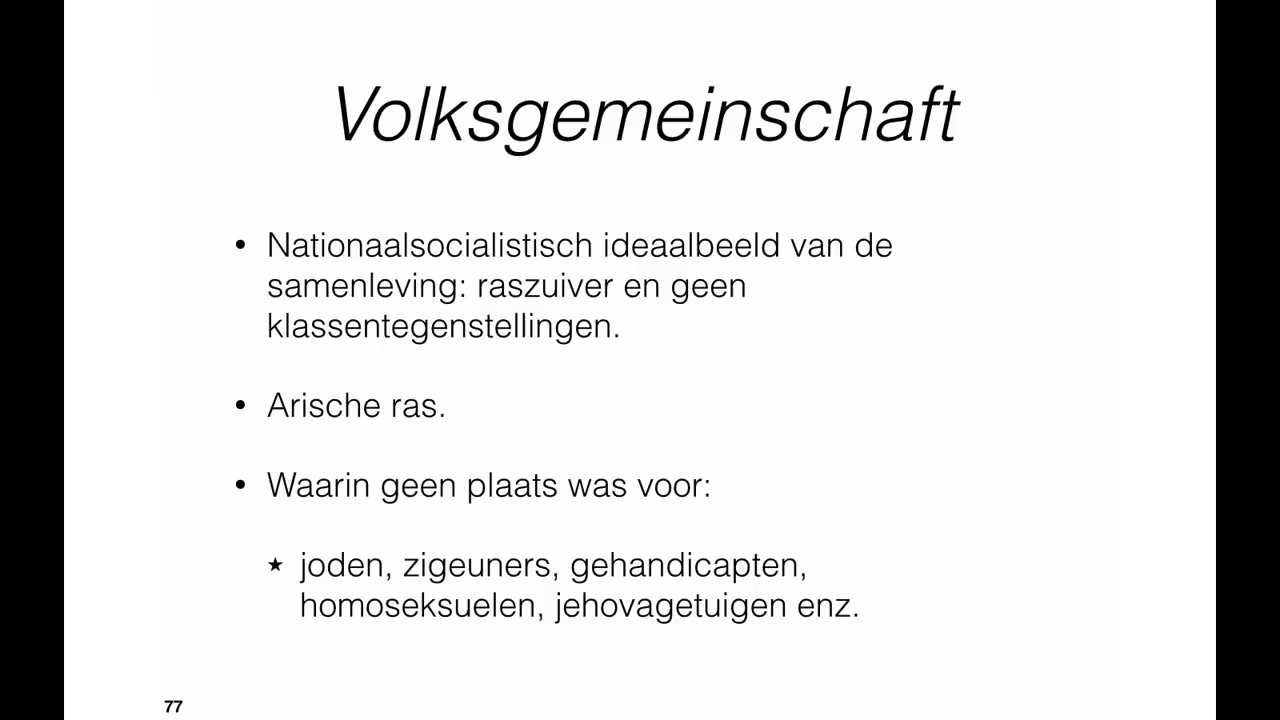 Volksgemeinschaft
• Nationaalsocialistisch ideaalbeeld van de
samenleving: raszuiver en geen
klassentegenstellingen.
• Arische ras.
• Waarin geen plaats was voor:
★ joden, zigeuners, gehandicapten,
homoseksuelen, jehovagetuigen enz.
77